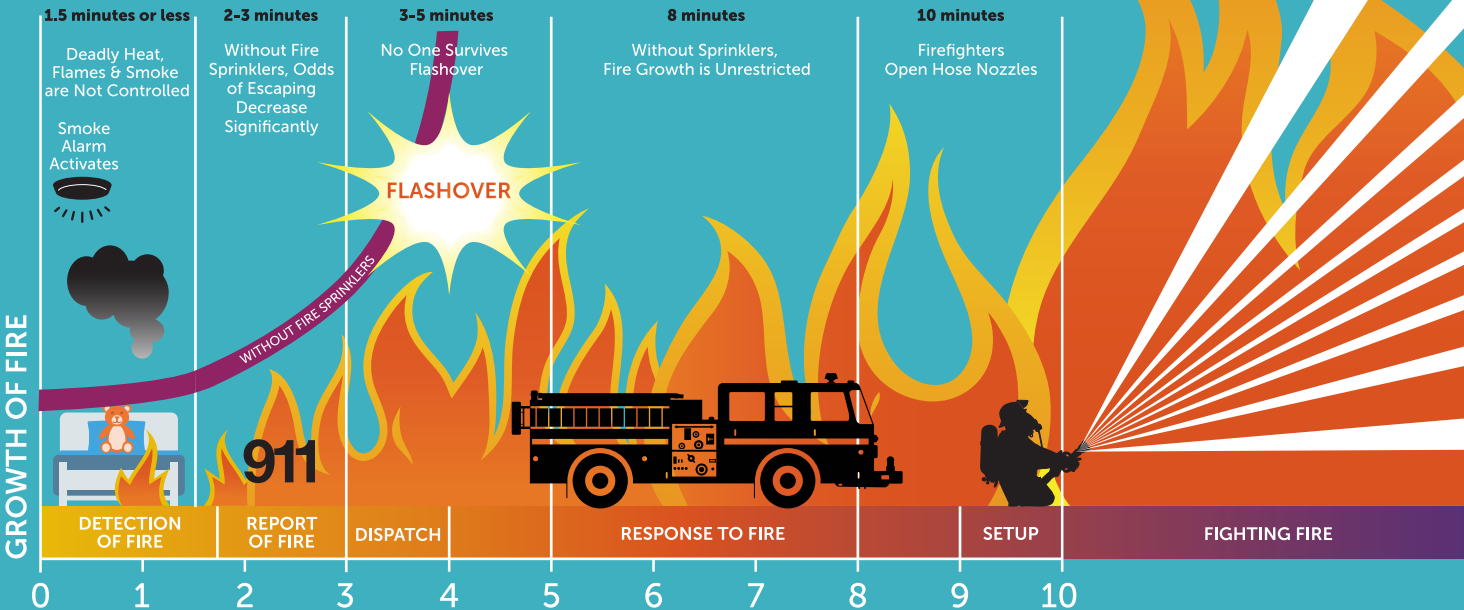 1.5 minutes or less
Deadly Heat,
Flames & Smoke
are Not Controlled
Smoke
Alarm
Activates
2-3 minutes
Without Fire
Sprinklers, Odds
of Escaping
Decrease
Significantly
3-5 minutes
No One Survives
Flashover
8 minutes
Without Sprinklers,
Fire Growth is Unrestricted
10 minutes
Firefighters
Open Hose Nozzles
FLASHOVER
WITHOUT FIRE SPRINKLERS
GROWTH OF FIRE
911
DETECTION
OF FIRE
REPORT
OF FIRE
DISPATCH
RESPONSE TO FIRE
SETUP
FIGHTING FIRE
0 1 2 3 4 5 6 7 8 9 10